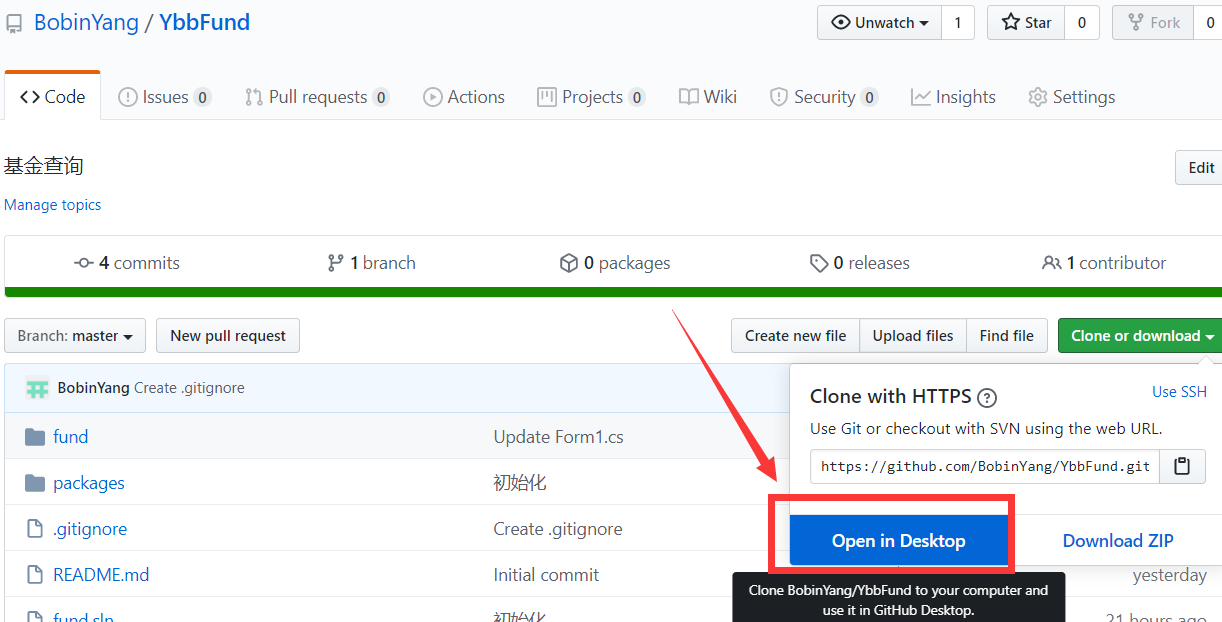 BobinYang / YbbFund
Unwatch 1 Star 0 Fork 0
Code Issues 0 Pull requests 0 Actions Projects 0 Wiki Security 0 Insights Settings
基金查询
Edit
Manage topics
4 commits 1 branch 0 packages 0 releases 1 contributor
Branch: master New pull request Create new file Upload files Find file Clone or download
BobinYang Create .gitignore
Clone with HTTPS ? Use SSH
Use Git or checkout with SVN using the web URL.
https://github.com/BobinYang/YbbFund.git
fund Update Form1.cs
packages 初始化
.gitignore Create .gitignore
Open in Desktop Download ZIP
README.md Initial commit yesterday
Clone BobinYang/YbbFund to your computer and
use it in GitHub Desktop.
fund.sln 初始化 21 hours ago